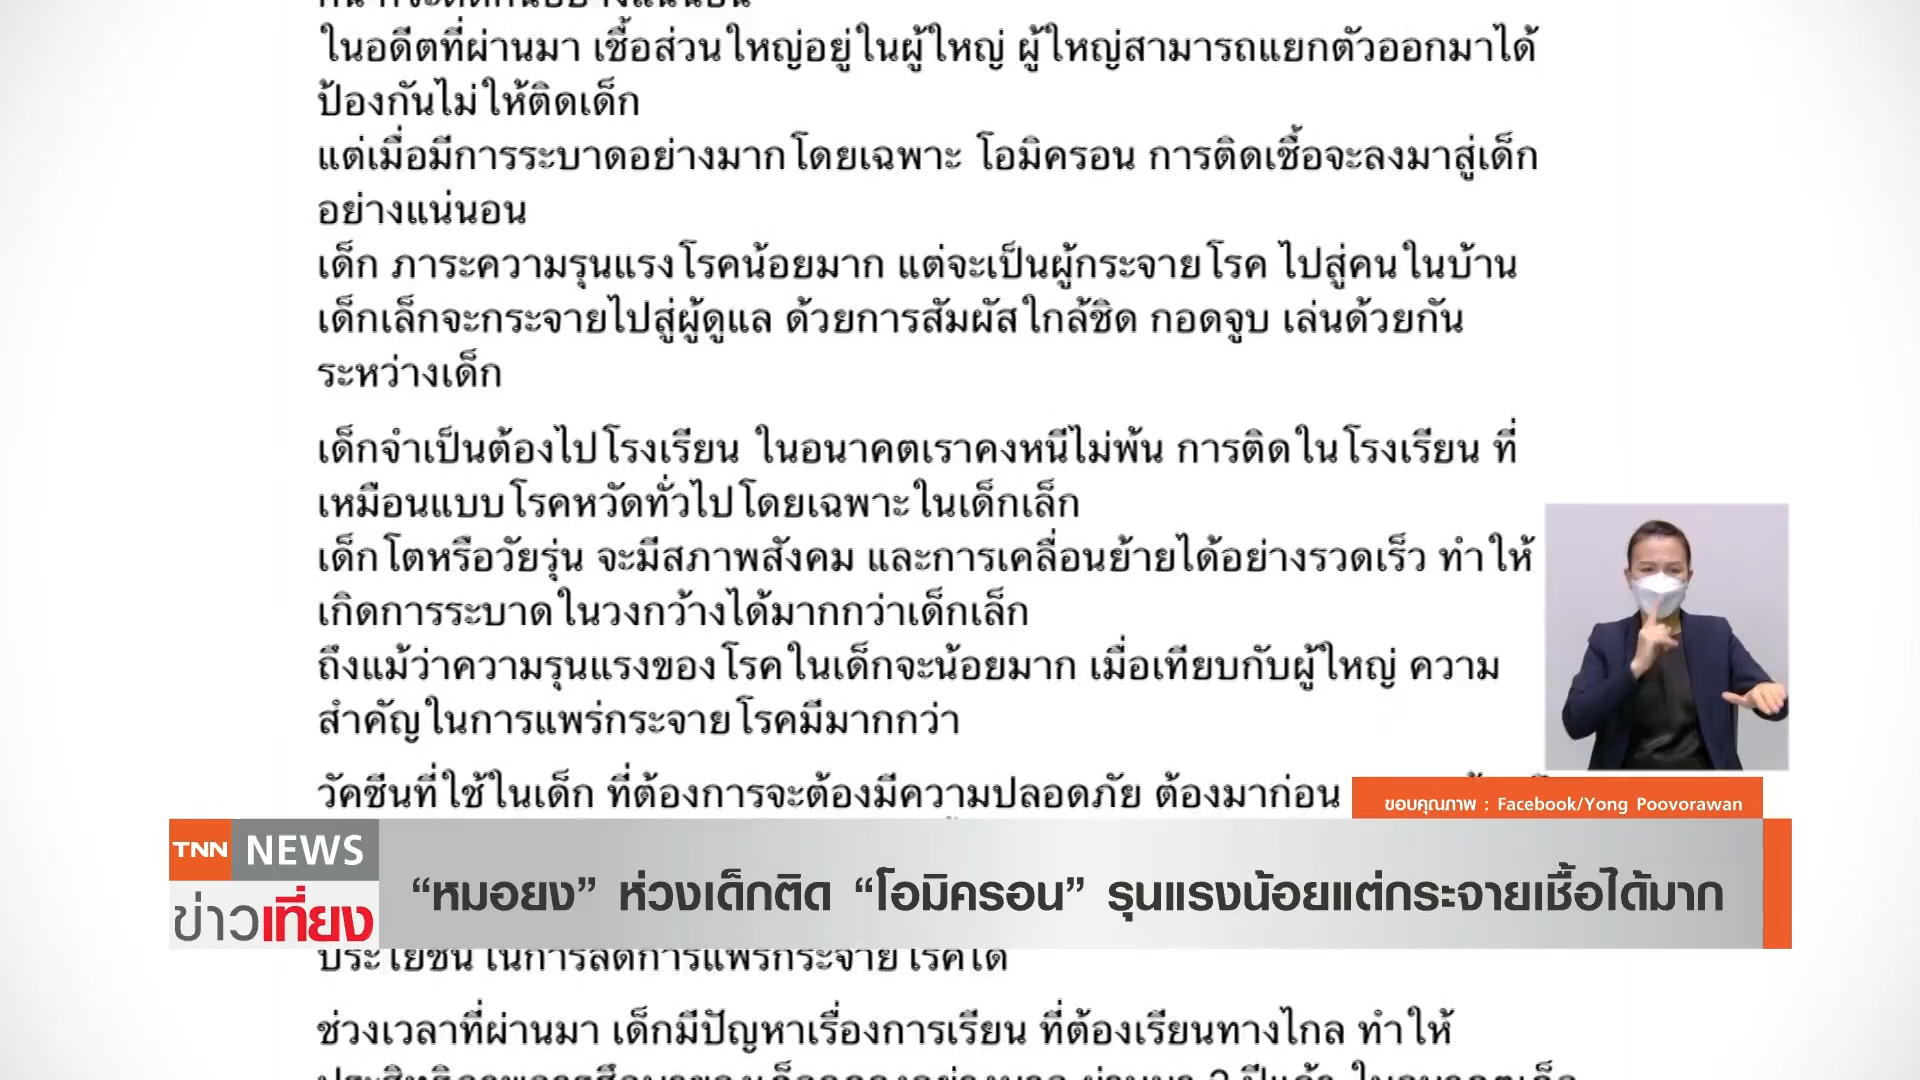 ในอดีตที่ผ่านมา เชื้อส่วนใหญ่อยู่ในผู้ใหญ่ ผู้ใหญ่สามารถแยกตัวออกมาได้
ป้องกันไม่ให้ติดเด็ก
แต่เมื่อมีการระบาดอย่างมากโดยเฉพาะ โอมิครอน การติดเชื้อจะลงมาสู่เด็ก
อย่างแน่นอน
เด็ก ภาระความรุนแรงโรคน้อยมาก แต่จะเป็นผู้กระจายโรค ไปสู่คนในบ้าน
เด็กเล็กจะกระจายไปสู่ผู้ดูแล ด้วยการสัมผัสใกล้ชิด กอดจูบ เล่นด้วยกัน
ระหว่างเด็ก
เด็กจำเป็นต้องไปโรงเรียน ในอนาคตเราคงหนีไม่พ้น การติดในโรงเรียน ที่
เหมือนแบบโรคหวัดทั่วไปโดยเฉพาะในเด็กเล็ก
เด็กโตหรือวัยรุ่น จะมีสภาพสังคม และการเคลื่อนย้ายได้อย่างรวดเร็ว ทำให้
เกิดการระบาดในวงกว้างได้มากกว่าเด็กเล็ก
ถึงแม้ว่าความรุนแรงของโรคในเด็กจะน้อยมาก เมื่อเทียบกับผู้ใหญ่ ความ
สำคัญในการแพร่กระจายโรคมีมากกว่า
วัคซีนที่ใช้ในเด็ก ที่ต้องการจะต้องมีความปลอดภัย ต้องมาก่อน
ขอบคุณภาพ : Facebook/Yong Poovorawan
TNN NEWS
ข่าวเที่ยง
“หมอยง” ห่วงเด็กติด “โอมิครอน” รุนแรงน้อยแต่กระจายเชื้อได้มาก
ประโยชน์ ในการลดการแพร่กระจายโรคได้
ช่วงเวลาที่ผ่านมา เด็กมีปัญหาเรื่องการเรียน ที่ต้องเรียนทางไกล ทำให้